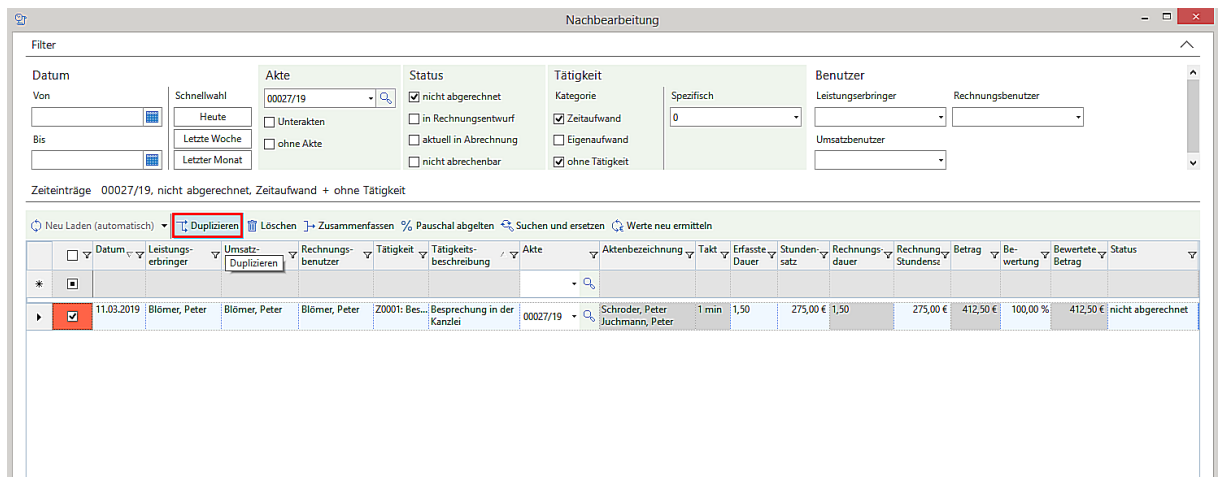 Nachbearbeitung
Filter
Datum
Akte
Status
Tätigkeit
Benutzer
Von
Schnellwahl
00027/19
nicht abgerechnet
Kategorie
Spezifisch
Leistungserbringer
Rechnungsbenutzer
Heute
Unterakten
in Rechnungsentwurf
Zeitaufwand
0
Bis
Letzte Woche
ohne Akte
aktuell in Abrechnung
Eigenaufwand
Umsatzbenutzer
Letzter Monat
nicht abrechenbar
ohne Tätigkeit
Zeiteinträge 00027/19, nicht abgerechnet, Zeitaufwand + ohne Tätigkeit
Neu Laden (automatisch) Duplizieren Löschen Zusammenfassen % Pauschal abgelten Suchen und ersetzen Werte neu ermitteln
Datum
Leistungs-
erbringer
Umsatz-
Rechnungs-
benutzer
Tätigkeit
Tätigkeits-
beschreibung
Akte
Aktenbezeichnung
Takt
Erfasste
Dauer
Stunden-
satz
Rechnungs-
dauer
Rechnung
Stundensa
Betrag
Be-
wertung
Bewertete
Betrag
Status
Duplizieren
11.03.2019
Blömer, Peter
Blömer, Peter
Blömer, Peter
Z0001: Bes...
Besprechung in der
Kanzlei
00027/19
Schroder, Peter
Juchmann, Peter
1 min
1,50
275,00 €
1,50
275,00 €
412,50 €
100,00 %
412,50 €
nicht abgerechnet